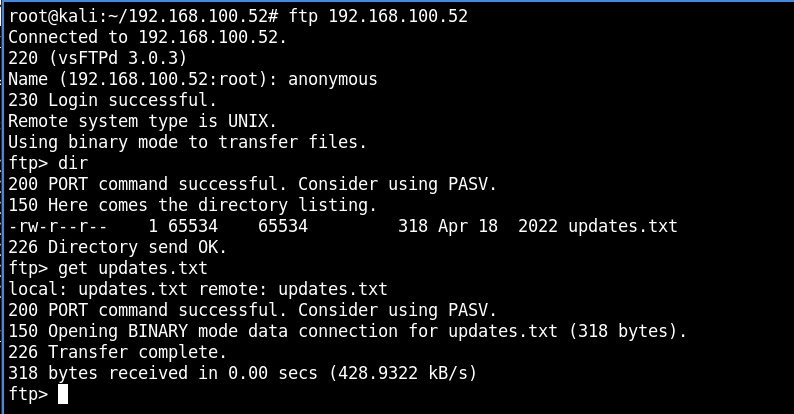 root@kali:~/192.168.100.52# ftp 192.168.100.52
Connected to 192.168.100.52.
220 (vsFTPd 3.0.3)
Name (192.168.100.52:root): anonymous
230 Login successful.
Remote system type is UNIX.
Using binary mode to transfer files.
ftp> dir
200 PORT command successful. Consider using PASV.
150 Here comes the directory listing.
-rw-r--r--    1 65534    65534         318 Apr 18  2022 updates.txt
226 Directory send OK.
ftp> get updates.txt
local: updates.txt remote: updates.txt
200 PORT command successful. Consider using PASV.
150 Opening BINARY mode data connection for updates.txt (318 bytes).
226 Transfer complete.
318 bytes received in 0.00 secs (428.9322 kB/s)
ftp>